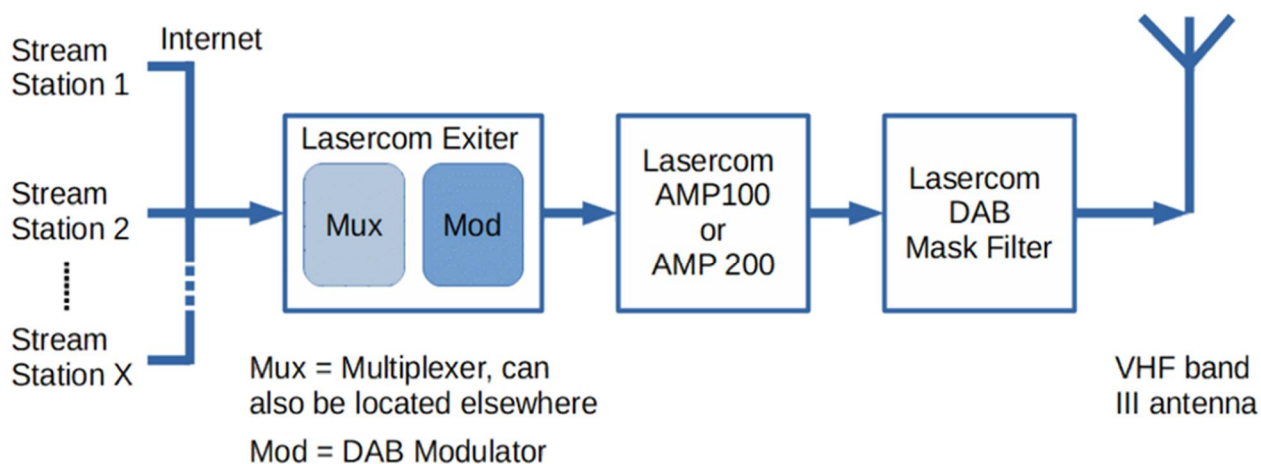 Internet
Stream
Station 1
Stream
Station 2
Stream
Station X
Lasercom Exiter
Mux
Mod
Lasercom
AMP100
or
AMP 200
Lasercom
DAB
Mask Filter
Mux = Multiplexer, can
also be located elsewhere
Mod = DAB Modulator
VHF band
III antenna